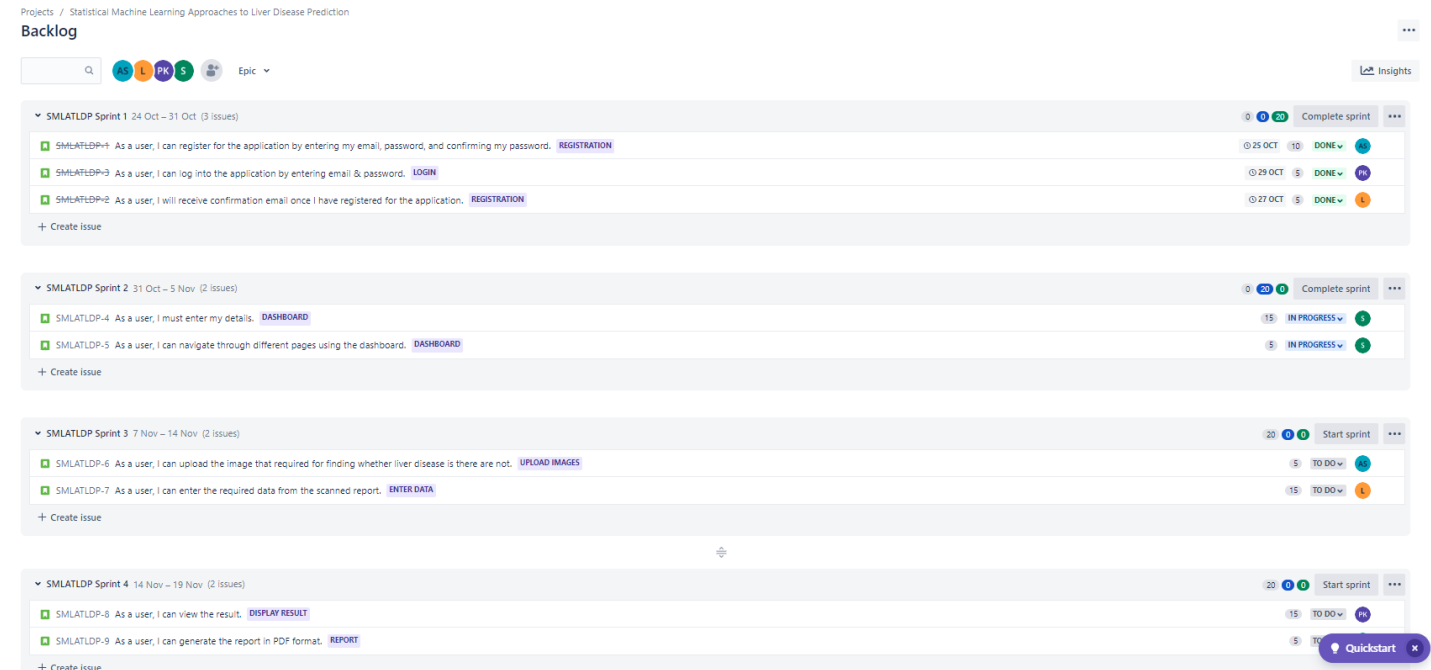 Projects / Statistical Machine Learning Approaches to Liver Disease Prediction
Backlog
AS L PK S Epic Insights
SMLATLDP Sprint 1 24 Oct – 31 Oct (3 issues) 0 0 20 Complete sprint
SMLATLDP-1 As a user, I can register for the application by entering my email, password, and confirming my password. REGISTRATION 25 OCT 10 DONE AS
SMLATLDP-3 As a user, I can log into the application by entering email & password. LOGIN 29 OCT 5 DONE PK
SMLATLDP-2 As a user, I will receive confirmation email once I have registered for the application. REGISTRATION 27 OCT 5 DONE L
+ Create issue
SMLATLDP Sprint 2 31 Oct – 5 Nov (2 issues) 0 20 0 Complete sprint
SMLATLDP-4 As a user, I must enter my details. DASHBOARD 15 IN PROGRESS S
SMLATLDP-5 As a user, I can navigate through different pages using the dashboard. DASHBOARD 5 IN PROGRESS S
+ Create issue
SMLATLDP Sprint 3 7 Nov – 14 Nov (2 issues) 20 0 0 Start sprint
SMLATLDP-6 As a user, I can upload the image that required for finding whether liver disease is there are not. UPLOAD IMAGES 5 TO DO AS
SMLATLDP-7 As a user, I can enter the required data from the scanned report. ENTER DATA 15 TO DO L
+ Create issue
SMLATLDP Sprint 4 14 Nov – 19 Nov (2 issues) 20 0 0 Start sprint
SMLATLDP-8 As a user, I can view the result. DISPLAY RESULT 15 TO DO PK
SMLATLDP-9 As a user, I can generate the report in PDF format. REPORT 5
Quickstart
+ Create issue